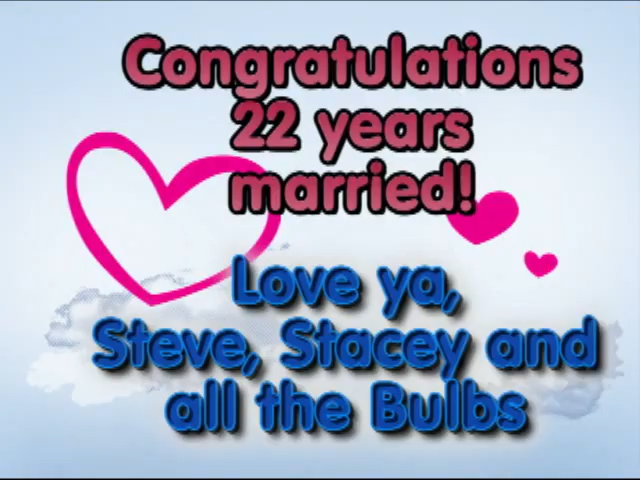 Congratulations
22 years
married!
Love ya,
Steve, Stacey and
all the Bulbs